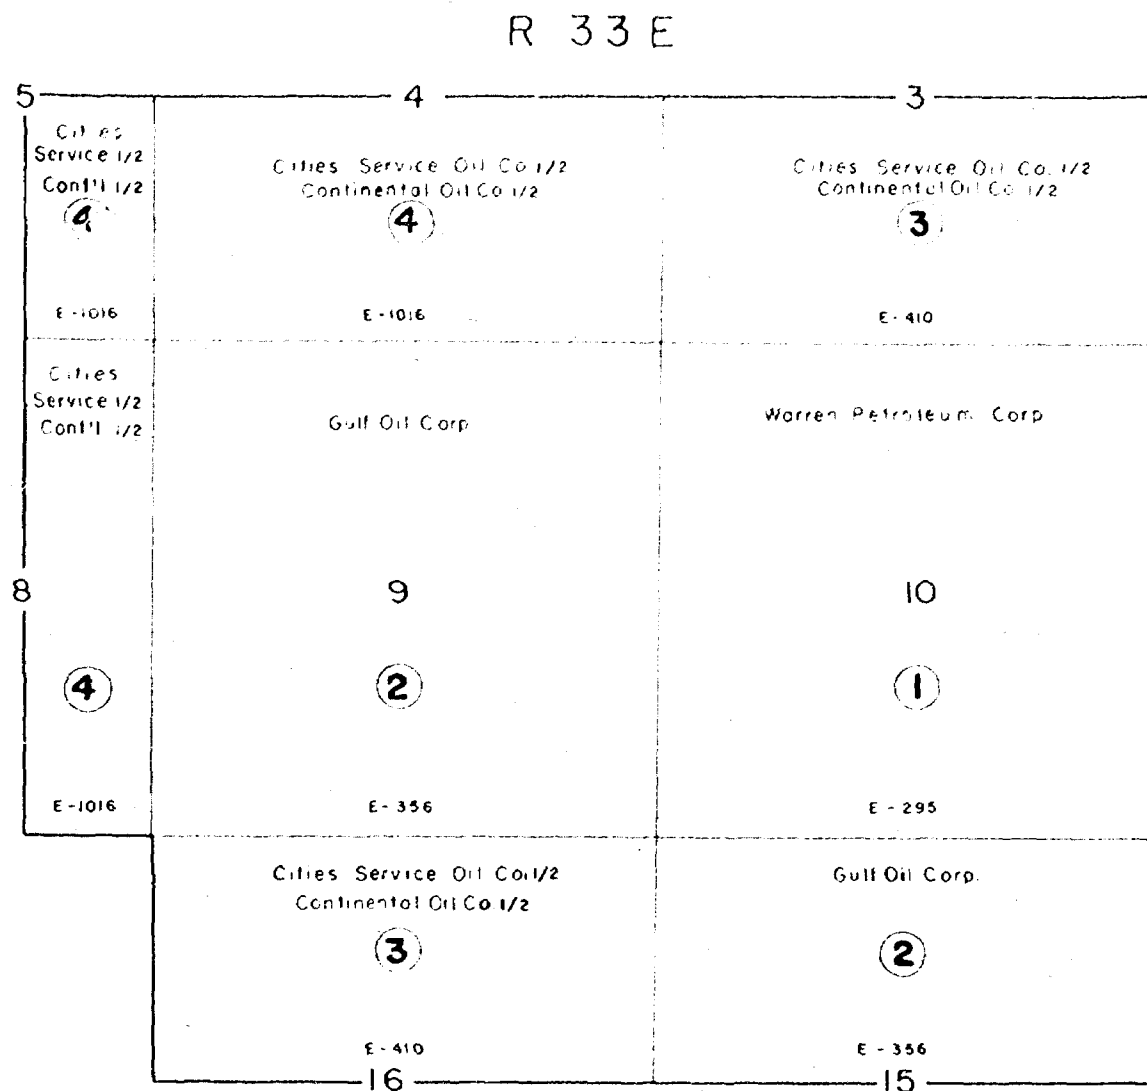 R 33 E
5
4
3
Cities
Service 1/2
Cont'l 1/2
4
E-1016
Cities Service Oil Co 1/2
Continental Oil Co 1/2
4
E-1016
Cities Service Oil Co. 1/2
Continental Oil Co 1/2
3
E-410
8
Cities
Service 1/2
Cont'l 1/2
4
E-1016
Gulf Oil Corp
9
2
E-356
Warren Petroleum Corp
10
1
E-295
Cities Service Oil Co. 1/2
Continental Oil Co 1/2
3
E-410
16
Gulf Oil Corp.
2
E-356
15